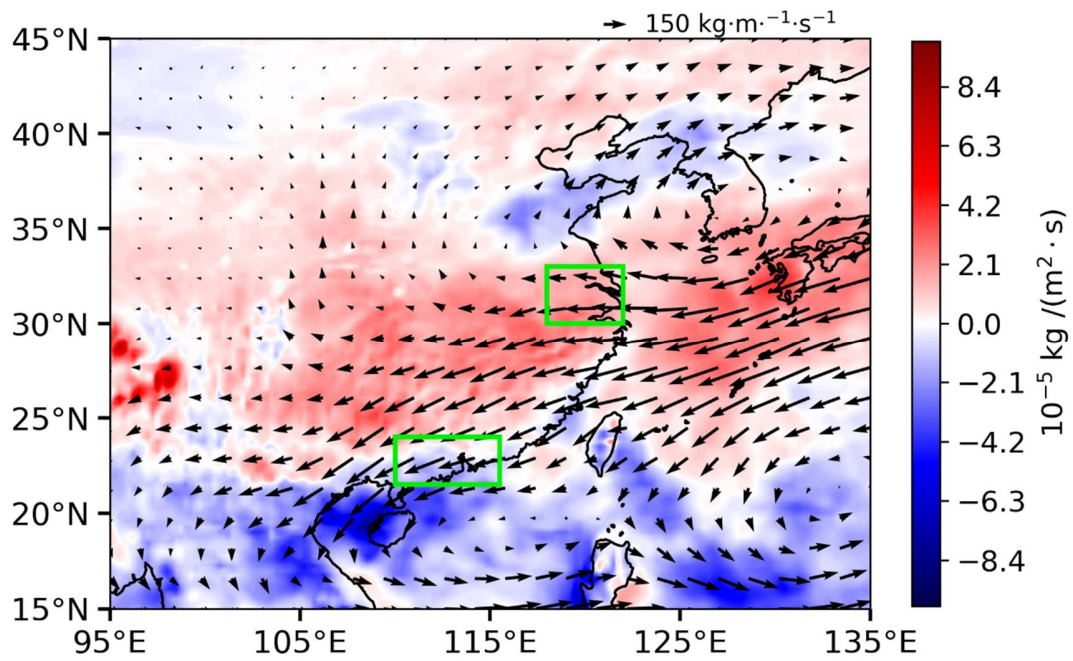 150 kg·m·⁻¹·s⁻¹
45°N
40°N
35°N
30°N
25°N
20°N
15°N
95°E 105°E 115°E 125°E 135°E
8.4
6.3
4.2
2.1
0.0
−2.1
−4.2
−6.3
−8.4
10⁻⁵ kg /(m² · s)